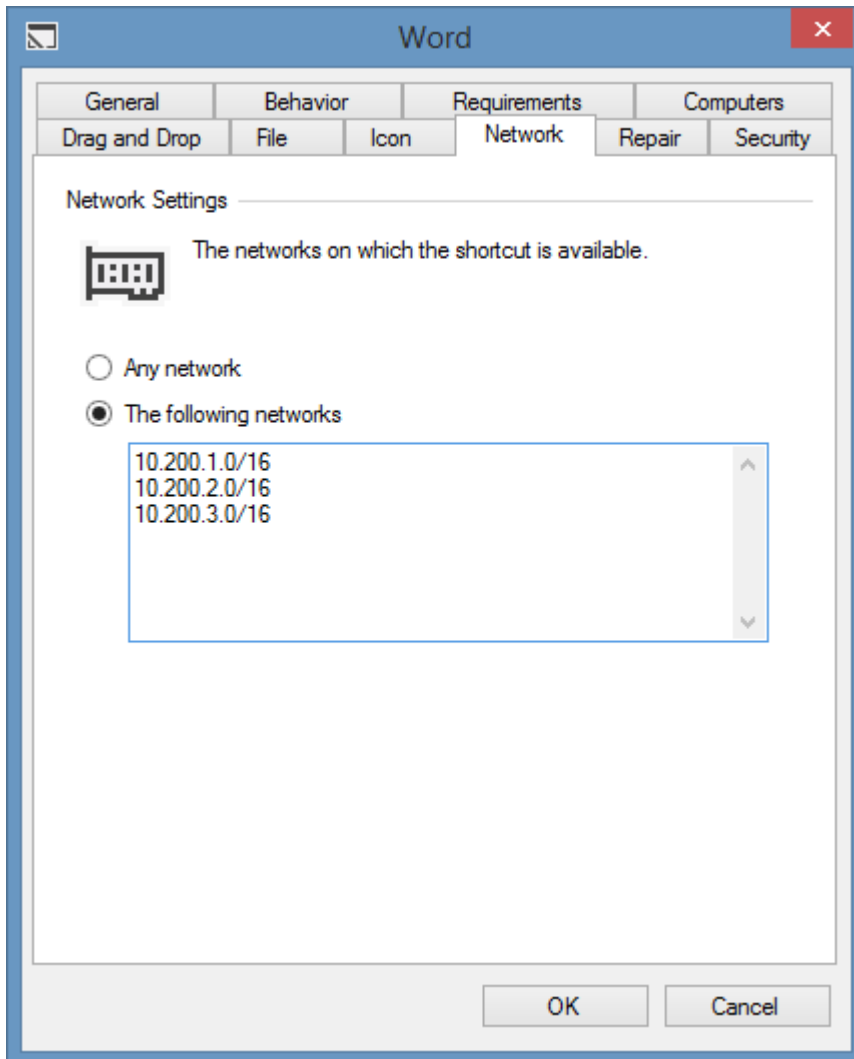 Word
General Behavior Requirements Computers
Drag and Drop File Icon Network Repair Security
Network Settings
The networks on which the shortcut is available.
Any network
The following networks
10.200.1.0/16
10.200.2.0/16
10.200.3.0/16
OK Cancel